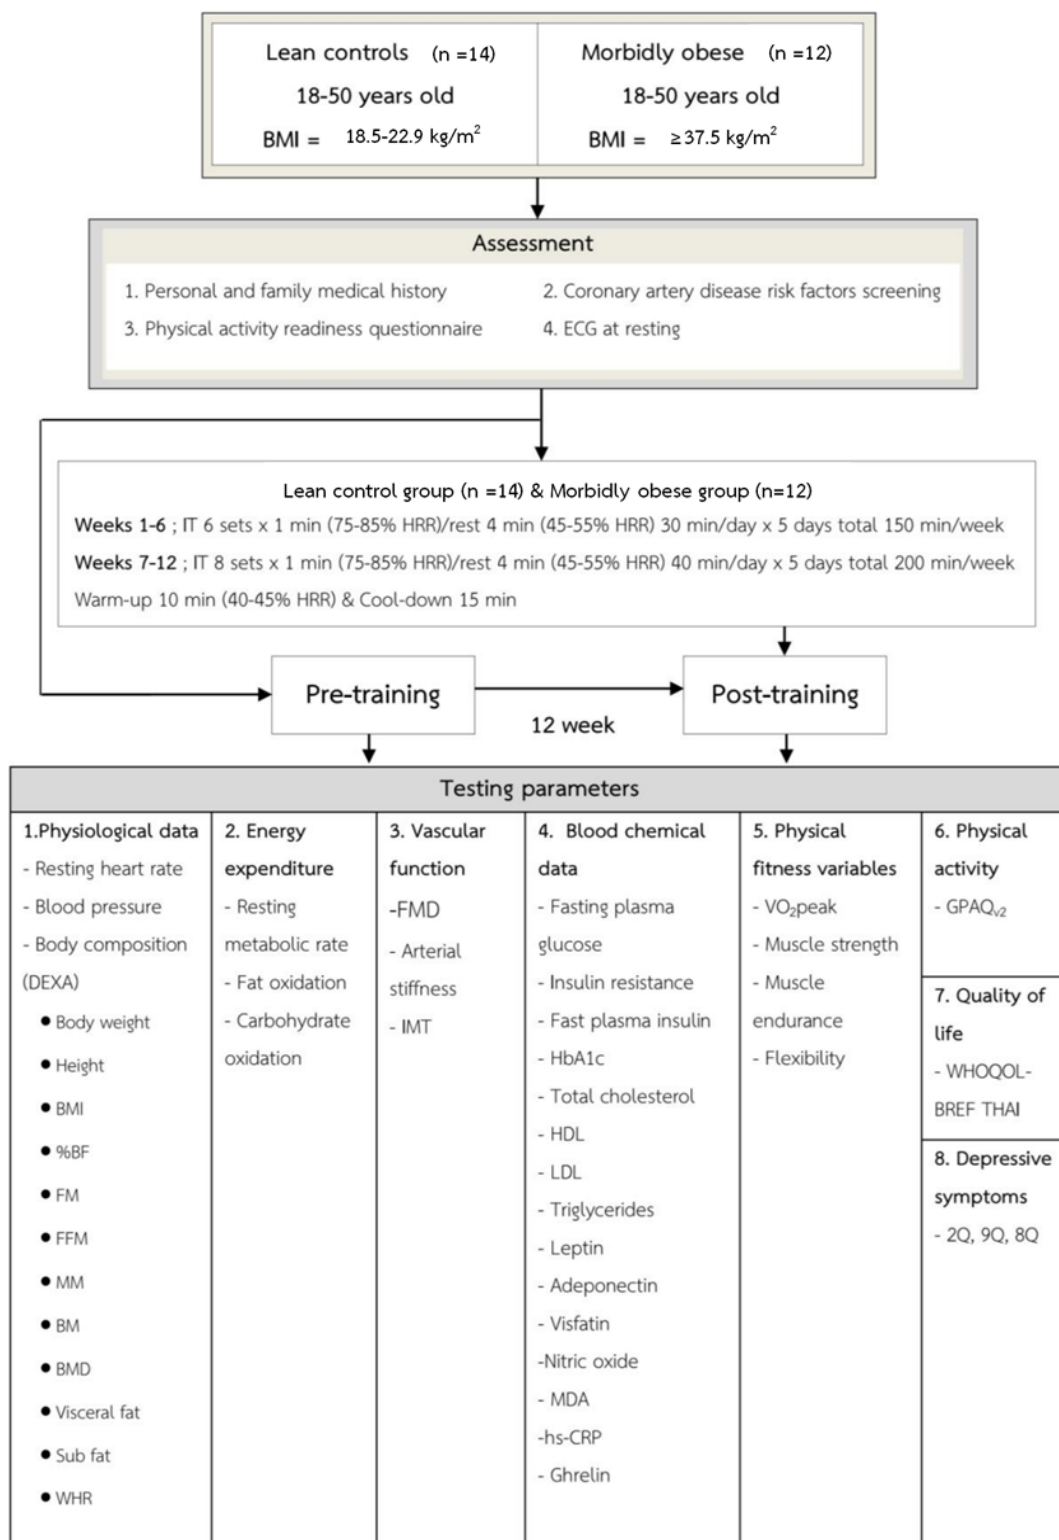 Lean controls (n =14)
18-50 years old
BMI = 18.5-22.9 kg/m²
Morbidly obese (n =12)
18-50 years old
BMI = ≥37.5 kg/m²
Assessment
1. Personal and family medical history
2. Coronary artery disease risk factors screening
3. Physical activity readiness questionnaire
4. ECG at resting
Lean control group (n =14) & Morbidly obese group (n=12)
Weeks 1-6 ; IT 6 sets x 1 min (75-85% HRR)/rest 4 min (45-55% HRR) 30 min/day x 5 days total 150 min/week
Weeks 7-12 ; IT 8 sets x 1 min (75-85% HRR)/rest 4 min (45-55% HRR) 40 min/day x 5 days total 200 min/week
Warm-up 10 min (40-45% HRR) & Cool-down 15 min
Pre-training
12 week
Post-training
Testing parameters
1.Physiological data
- Resting heart rate
- Blood pressure
- Body composition
(DEXA)
● Body weight
● Height
● BMI
● %BF
● FM
● FFM
● MM
● BM
● BMD
● Visceral fat
● Sub fat
● WHR
2. Energy
expenditure
- Resting
metabolic rate
- Fat oxidation
- Carbohydrate
oxidation
3. Vascular
function
-FMD
- Arterial
stiffness
- IMT
4. Blood chemical
data
- Fasting plasma
glucose
- Insulin resistance
- Fast plasma insulin
- HbA1c
- Total cholesterol
- HDL
- LDL
- Triglycerides
- Leptin
- Adeponectin
- Visfatin
-Nitric oxide
- MDA
-hs-CRP
- Ghrelin
5. Physical
fitness variables
- VO₂peak
- Muscle strength
- Muscle
endurance
- Flexibility
6. Physical
activity
- GPAQv2
7. Quality of
life
- WHOQOL-
BREF THAI
8. Depressive
symptoms
- 2Q, 9Q, 8Q